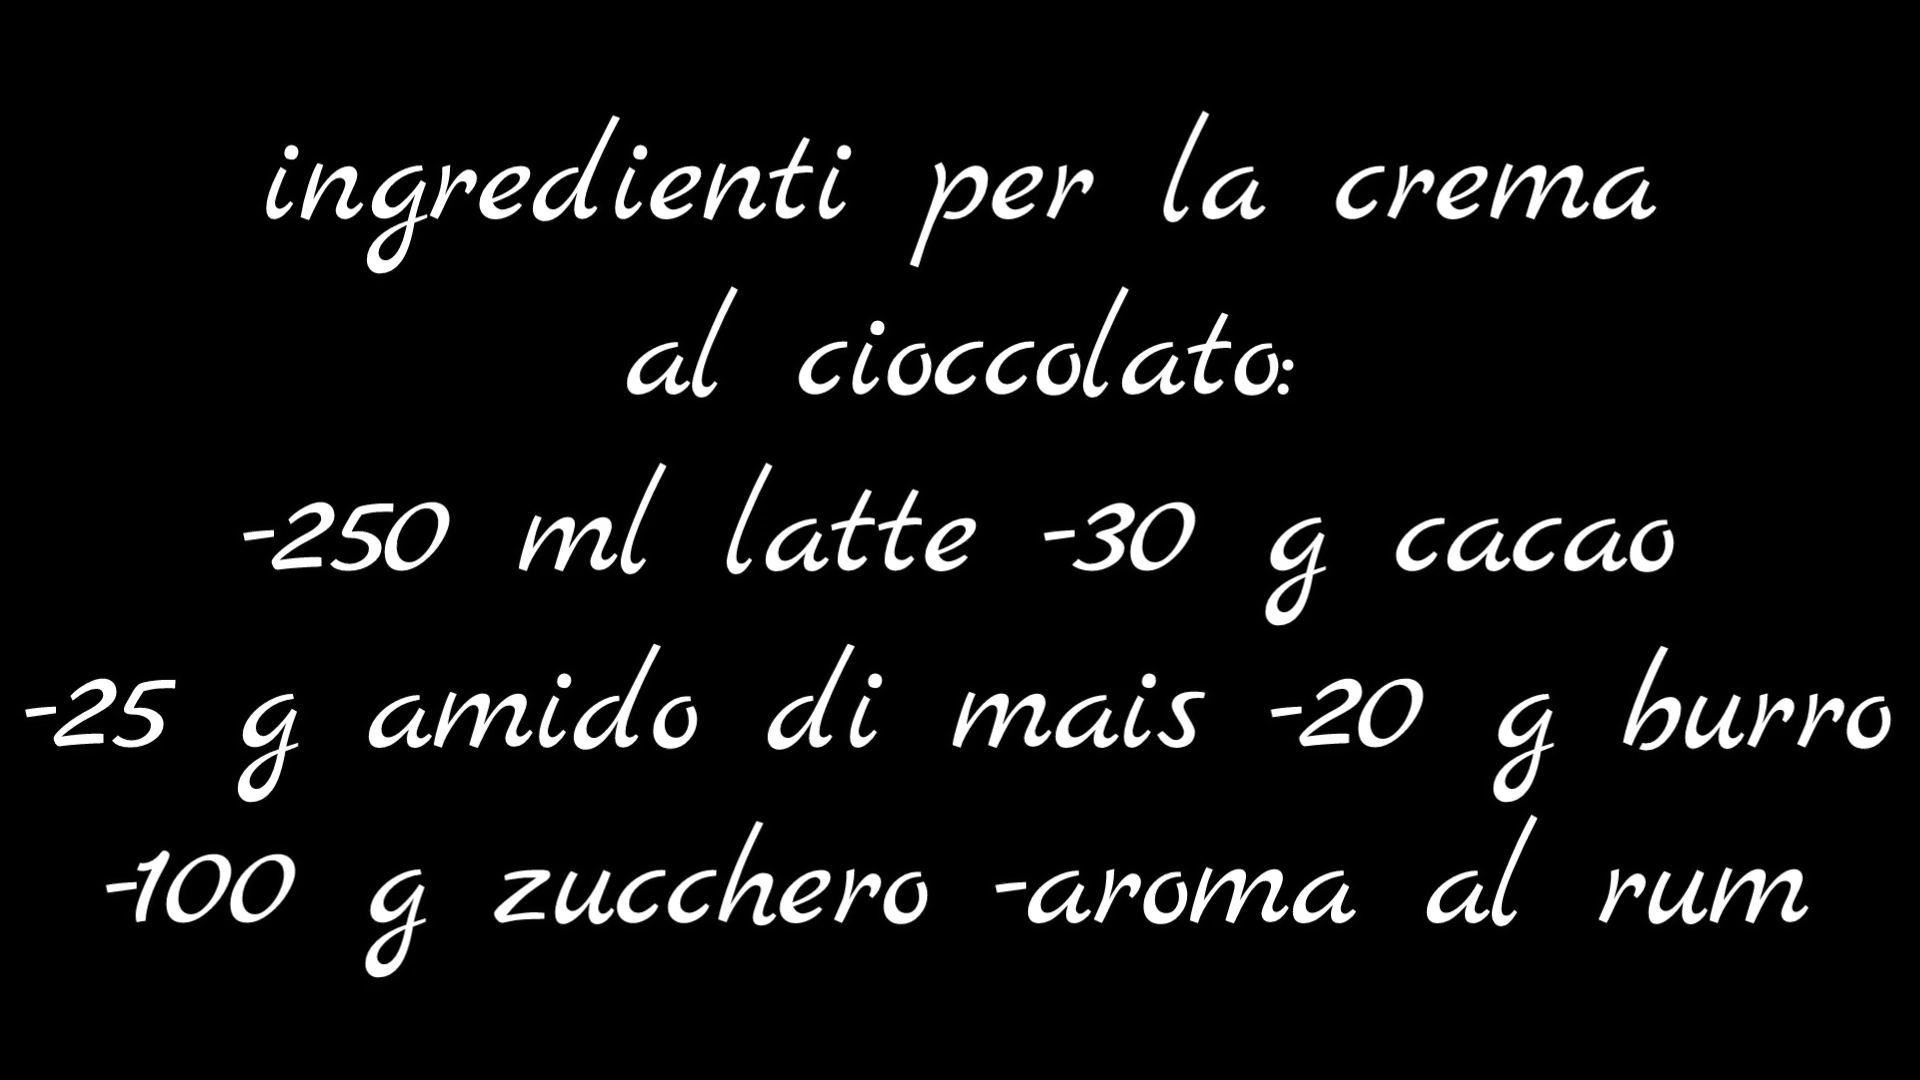 ingredienti per la crema
al cioccolato:
-250 ml latte -30 g cacao
-25 g amido di mais -20 g burro
-100 g zucchero -aroma al rum